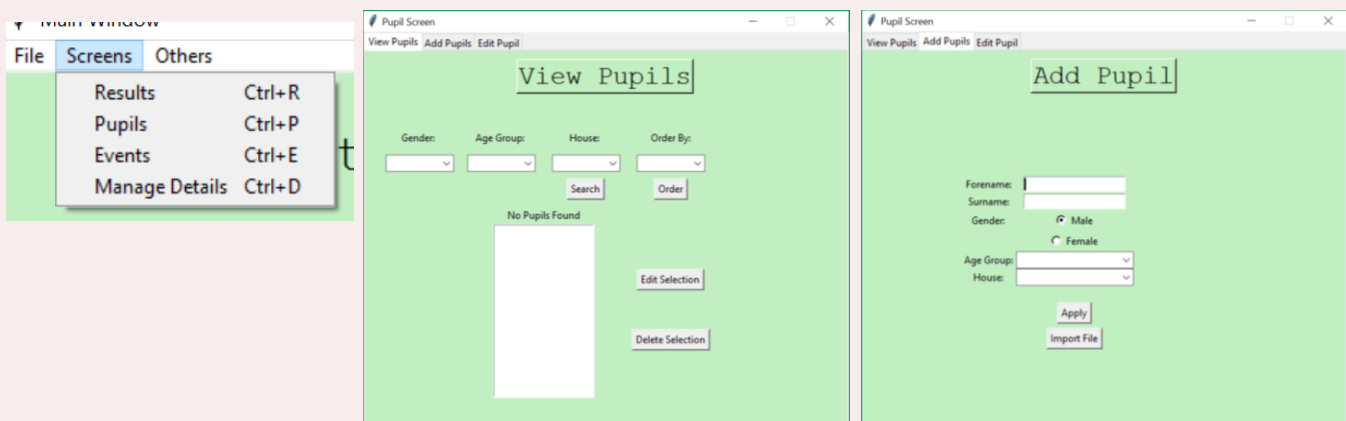 Main Window
File Screens Others
Results Ctrl+R
Pupils Ctrl+P
Events Ctrl+E
Manage Details Ctrl+D
t
Pupil Screen
View Pupils Add Pupils Edit Pupil
View Pupils
Gender: Age Group: House: Order By:
Search Order
No Pupils Found
Edit Selection
Delete Selection
Pupil Screen
View Pupils Add Pupils Edit Pupil
Add Pupil
Forename:
Surname:
Gender: Male
Female
Age Group:
House:
Apply
Import File